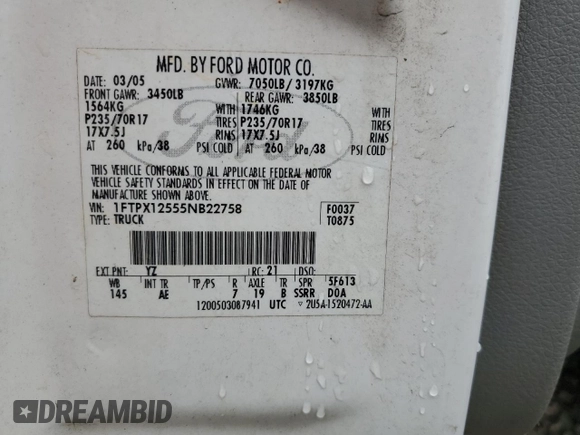 MFD. BY FORD MOTOR CO.
DATE 03/05 GVWR: 7050LB/ 3197KG
FRONT GAWR: 3450LB REAR GAWR: 3850LB
1564KG WITH 1746KG WITH
P235/70R17 TIRES P235/70R17 TIRES
17X7.5J RIMS 17X7.5J RIMS
AT 260 kPa/38 PSI COLD AT 260 kPa/38 PSI COLD
Ford
THIS VEHICLE CONFORMS TO ALL APPLICABLE FEDERAL MOTOR
VEHICLE SAFETY STANDARDS IN EFFECT ON THE DATE OF
MANUFACTURE SHOWN ABOVE.
VIN: 1FTPX12555NB22758 F0037
TYPE: TRUCK T0875
EXT PNT: YZ RC: 21 DSO:
WB INT TR TP/PS R AXLE TR SPR 5F613
145 AE 7 19 B SSRR DOA
1200503087941 UTC ▽ 2U5A-1520472-AA
DREAMBID